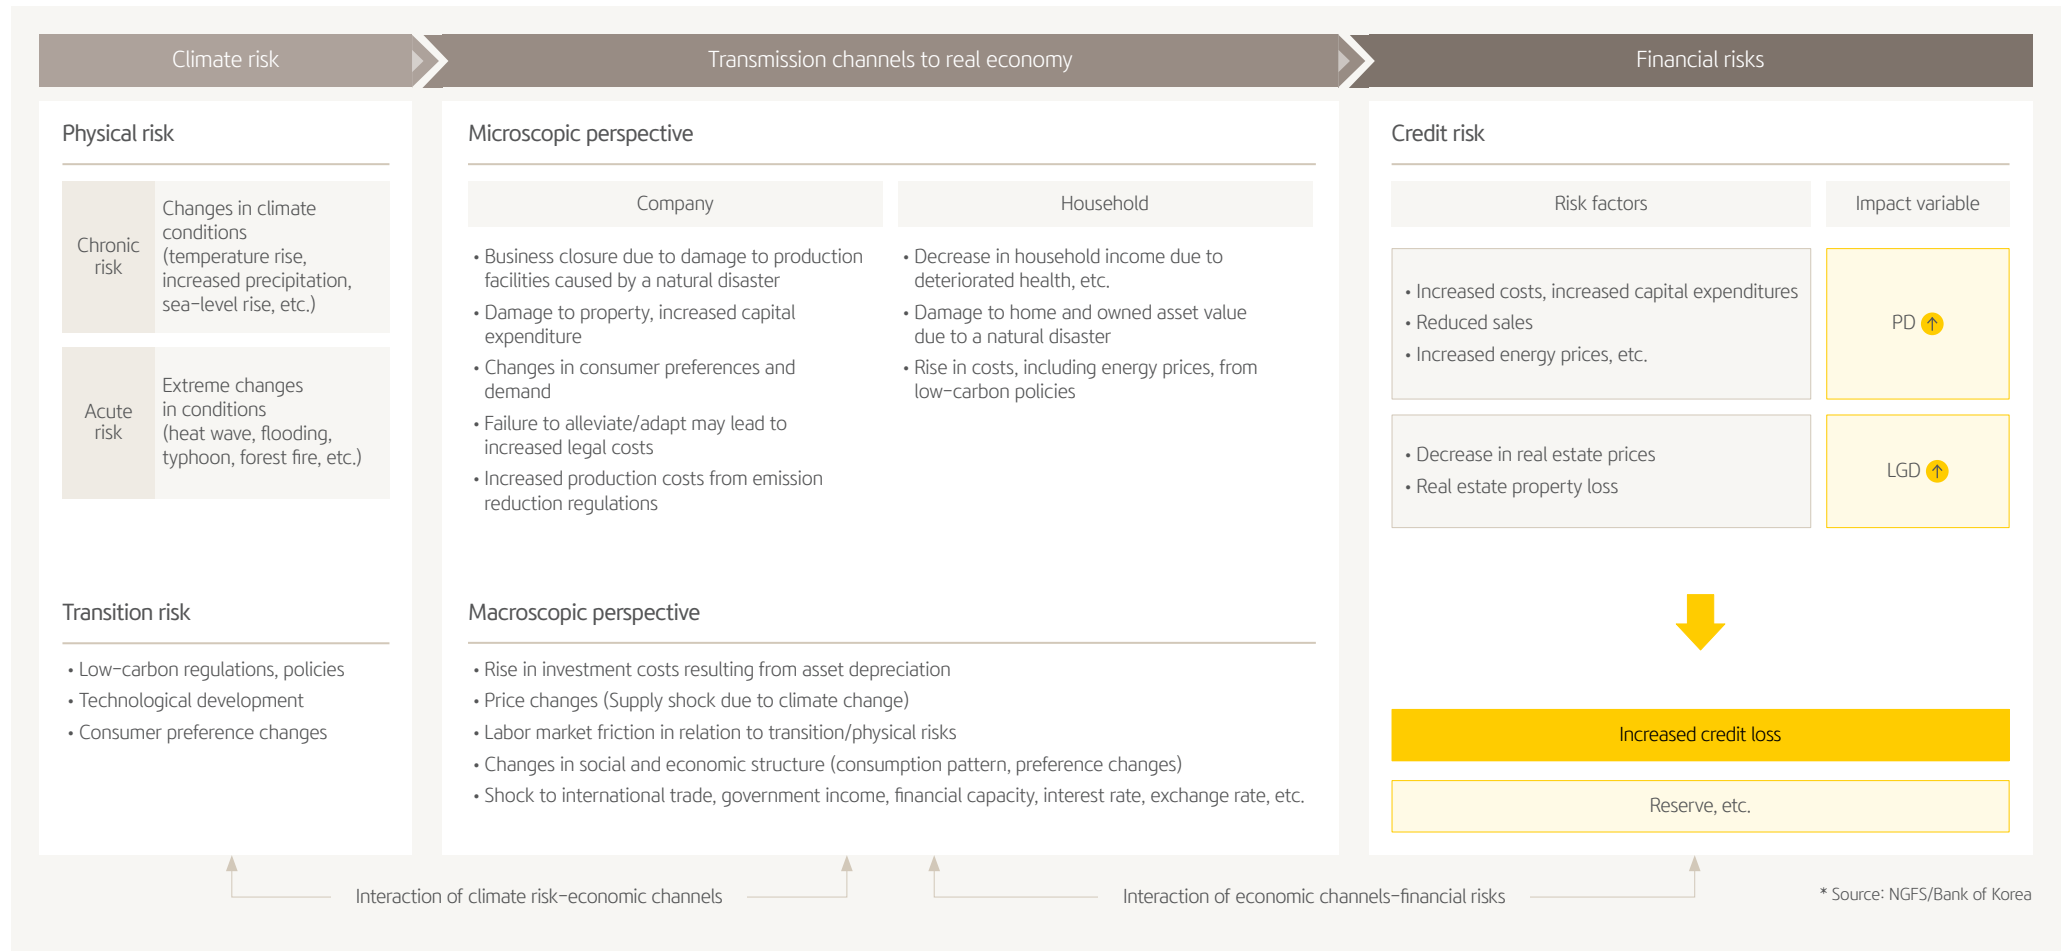 Climate risk
Transmission channels to real economy
Financial risks
Physical risk
Chronic
risk
Changes in climate
conditions
(temperature rise,
increased precipitation,
sea-level rise, etc.)
Acute
risk
Extreme changes
in conditions
(heat wave, flooding,
typhoon, forest fire, etc.)
Transition risk
• Low-carbon regulations, policies
• Technological development
• Consumer preference changes
Microscopic perspective
Company
• Business closure due to damage to production
facilities caused by a natural disaster
• Damage to property, increased capital
expenditure
• Changes in consumer preferences and
demand
• Failure to alleviate/adapt may lead to
increased legal costs
• Increased production costs from emission
reduction regulations
Household
• Decrease in household income due to
deteriorated health, etc.
• Damage to home and owned asset value
due to a natural disaster
• Rise in costs, including energy prices, from
low-carbon policies
Macroscopic perspective
• Rise in investment costs resulting from asset depreciation
• Price changes (Supply shock due to climate change)
• Labor market friction in relation to transition/physical risks
• Changes in social and economic structure (consumption pattern, preference changes)
• Shock to international trade, government income, financial capacity, interest rate, exchange rate, etc.
Credit risk
Risk factors
Impact variable
• Increased costs, increased capital expenditures
• Reduced sales
• Increased energy prices, etc.
PD ↑
• Decrease in real estate prices
• Real estate property loss
LGD ↑
Increased credit loss
Reserve, etc.
Interaction of climate risk-economic channels
Interaction of economic channels-financial risks
* Source: NGFS/Bank of Korea